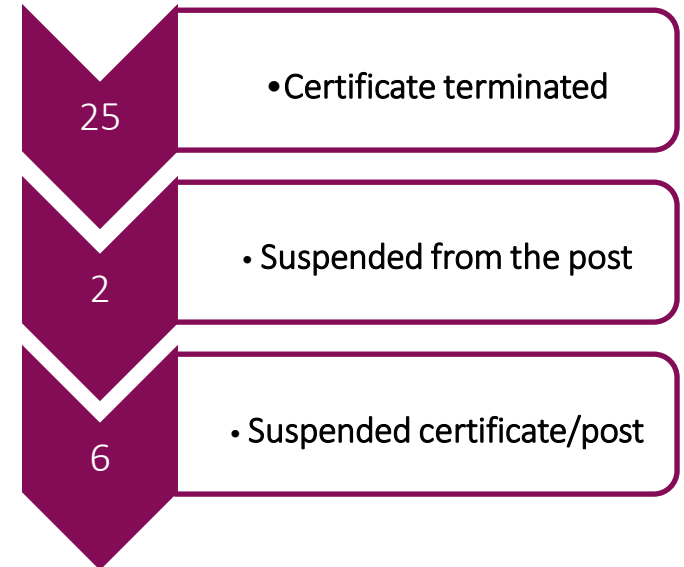 25
•Certificate terminated
2
• Suspended from the post
6
• Suspended certificate/post